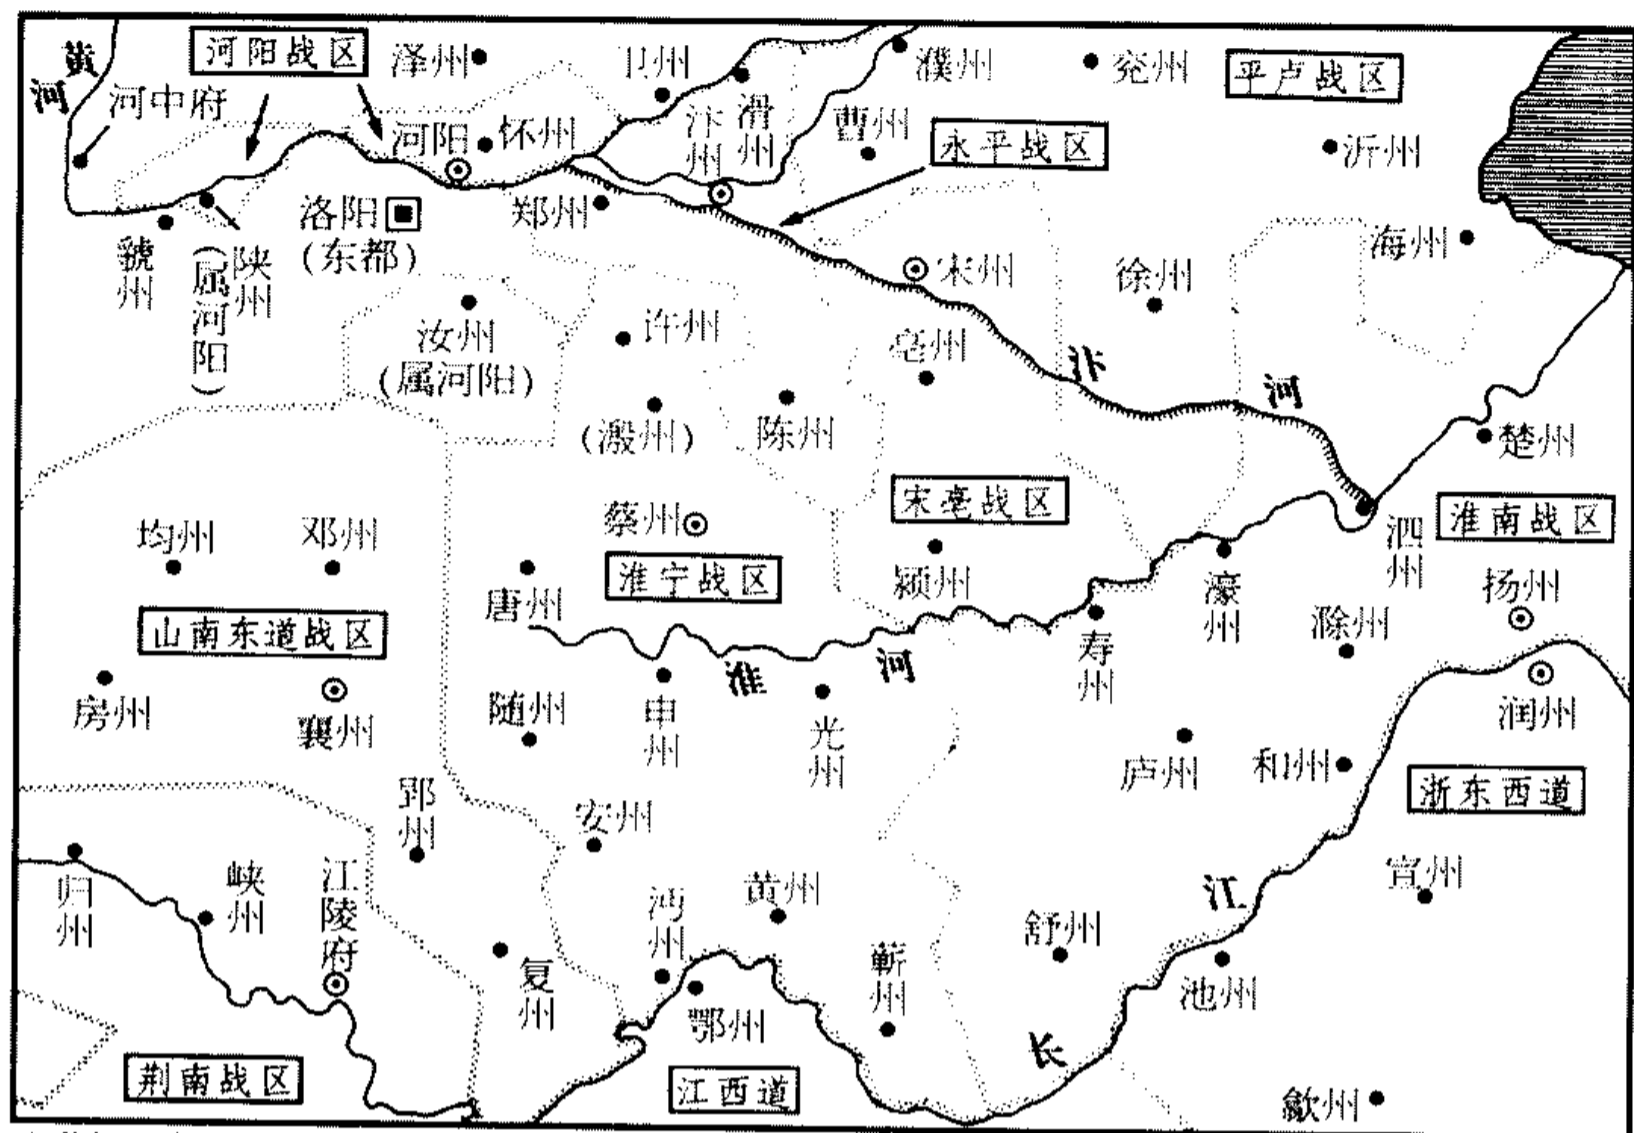 黄河
河阳战区
泽州
卫州
滑州
濮州
兖州
平卢战区
河中府
河阳
怀州
汴州
曹州
永平战区
沂州
虢州
陕州
(属河阳)
洛阳
(东都)
郑州
宋州
徐州
海州
汝州
(属河阳)
许州
亳州
汴河
(溵州)
陈州
楚州
均州
邓州
蔡州
宋亳战区
淮南战区
泗州
唐州
淮宁战区
颍州
濠州
扬州
山南东道战区
滁州
淮河
寿州
房州
襄州
随州
申州
光州
润州
庐州
和州
浙东西道
郢州
安州
归州
峡州
江陵府
沔州
黄州
宣州
复州
鄂州
蕲州
舒州
池州
长江
荆南战区
江西道
歙州